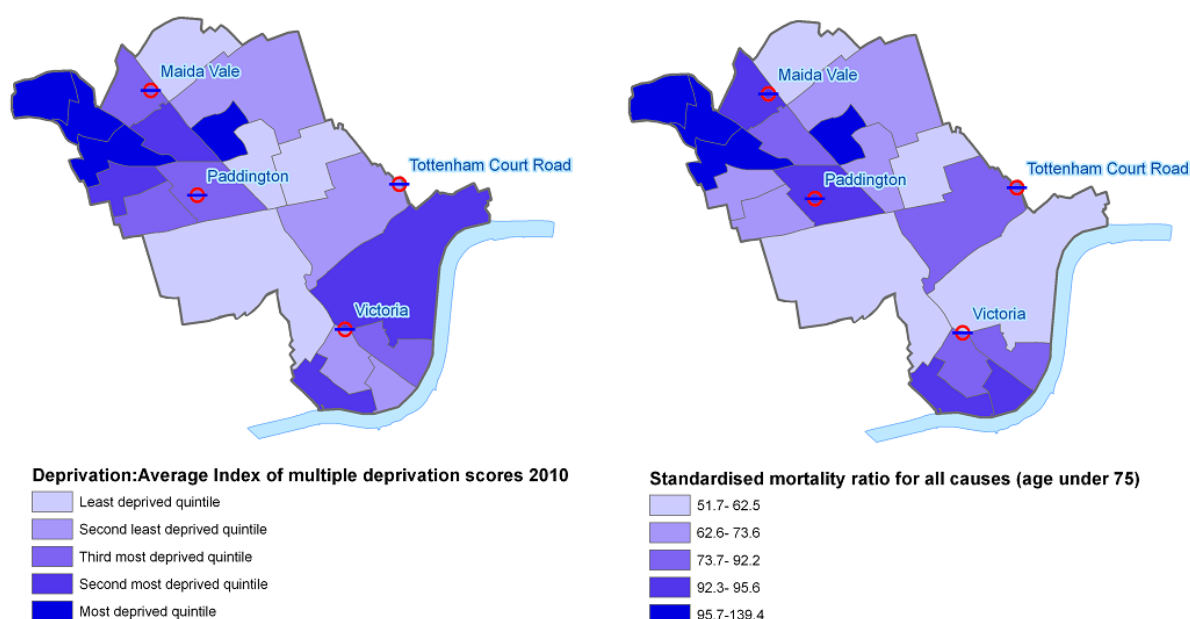 Maida Vale
Paddington
Tottenham Court Road
Victoria
Deprivation:Average Index of multiple deprivation scores 2010
Least deprived quintile
Second least deprived quintile
Third most deprived quintile
Second most deprived quintile
Most deprived quintile
Maida Vale
Paddington
Tottenham Court Road
Victoria
Standardised mortality ratio for all causes (age under 75)
51.7- 62.5
62.6- 73.6
73.7- 92.2
92.3- 95.6
95.7-139.4